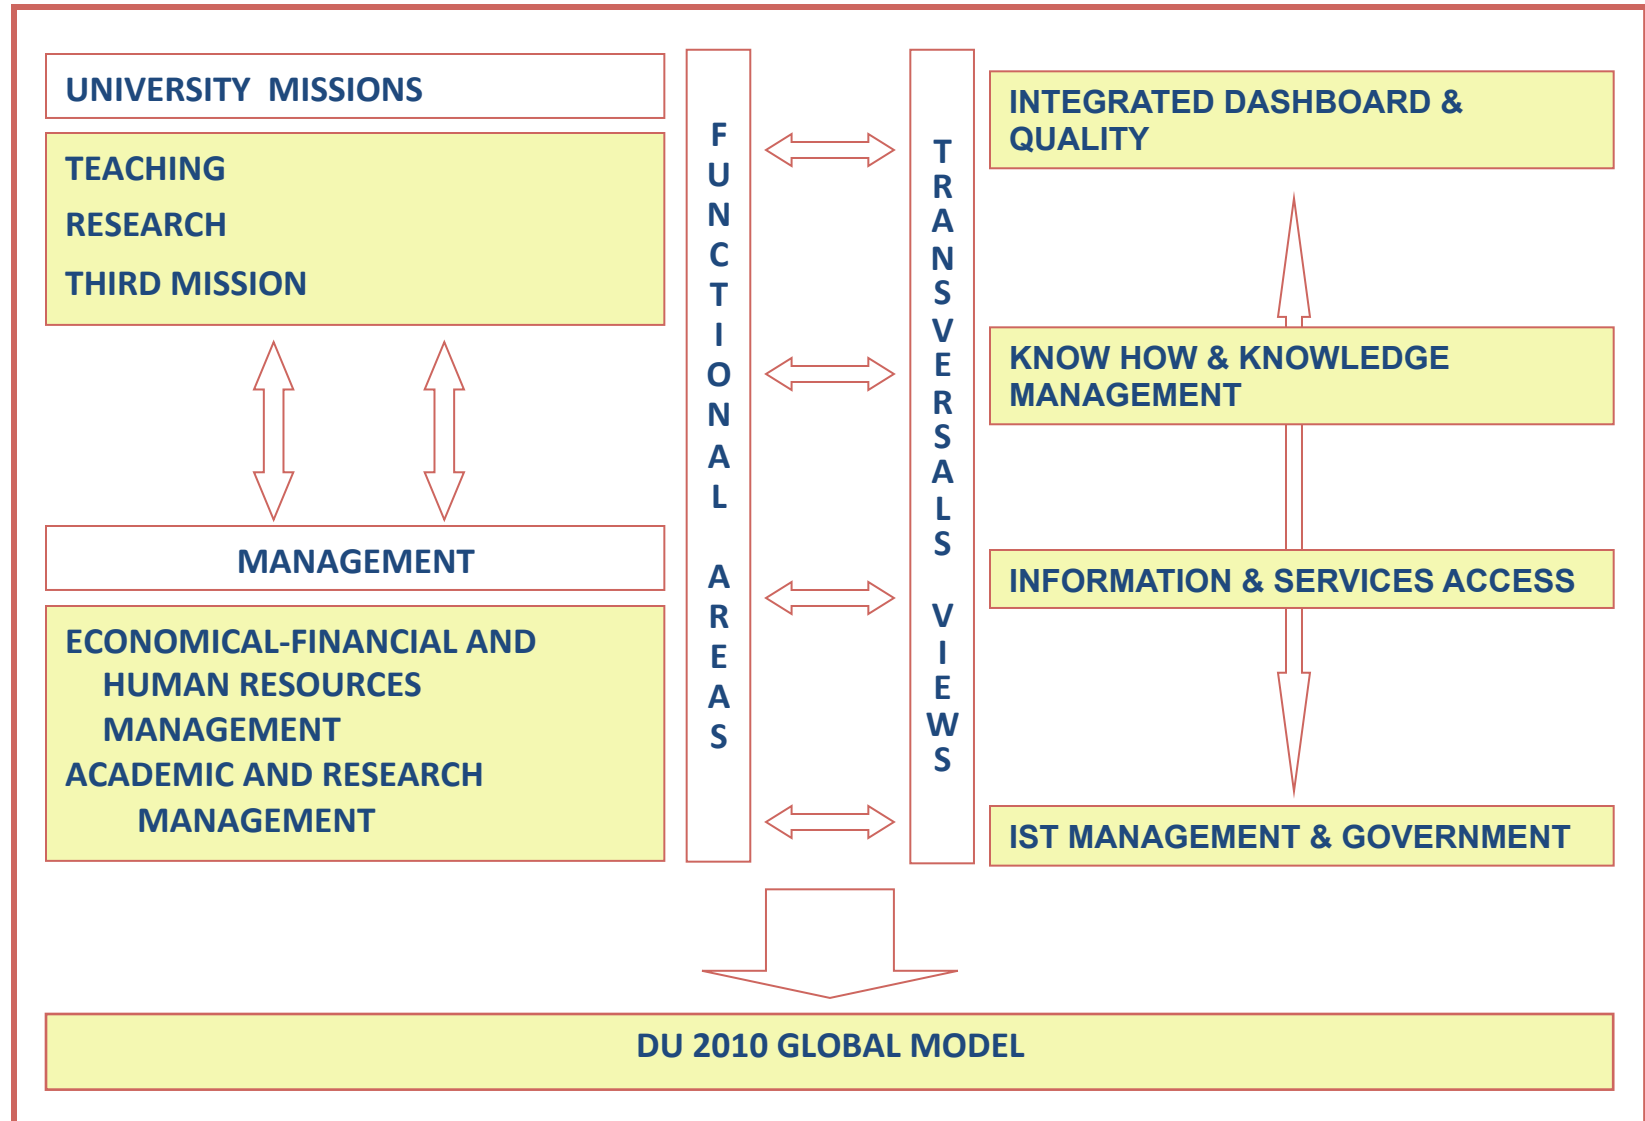 UNIVERSITY MISSIONS
TEACHING
RESEARCH
THIRD MISSION
MANAGEMENT
ECONOMICAL-FINANCIAL AND
HUMAN RESOURCES
MANAGEMENT
ACADEMIC AND RESEARCH
MANAGEMENT
FUNCTIONAL AREAS
TRANSVERSALS VIEWS
INTEGRATED DASHBOARD &
QUALITY
KNOW HOW & KNOWLEDGE
MANAGEMENT
INFORMATION & SERVICES ACCESS
IST MANAGEMENT & GOVERNMENT
DU 2010 GLOBAL MODEL